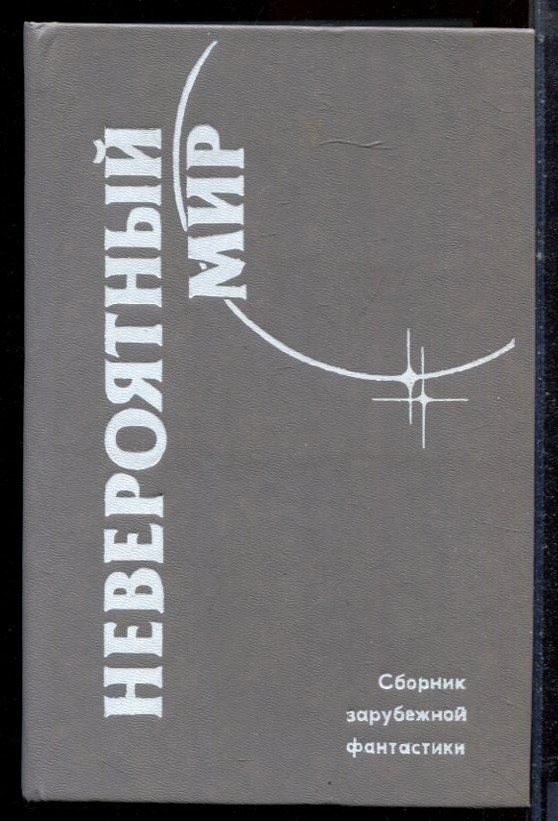 НЕВЕРОЯТНЫЙ
МИР
Сборник
зарубежной
фантастики